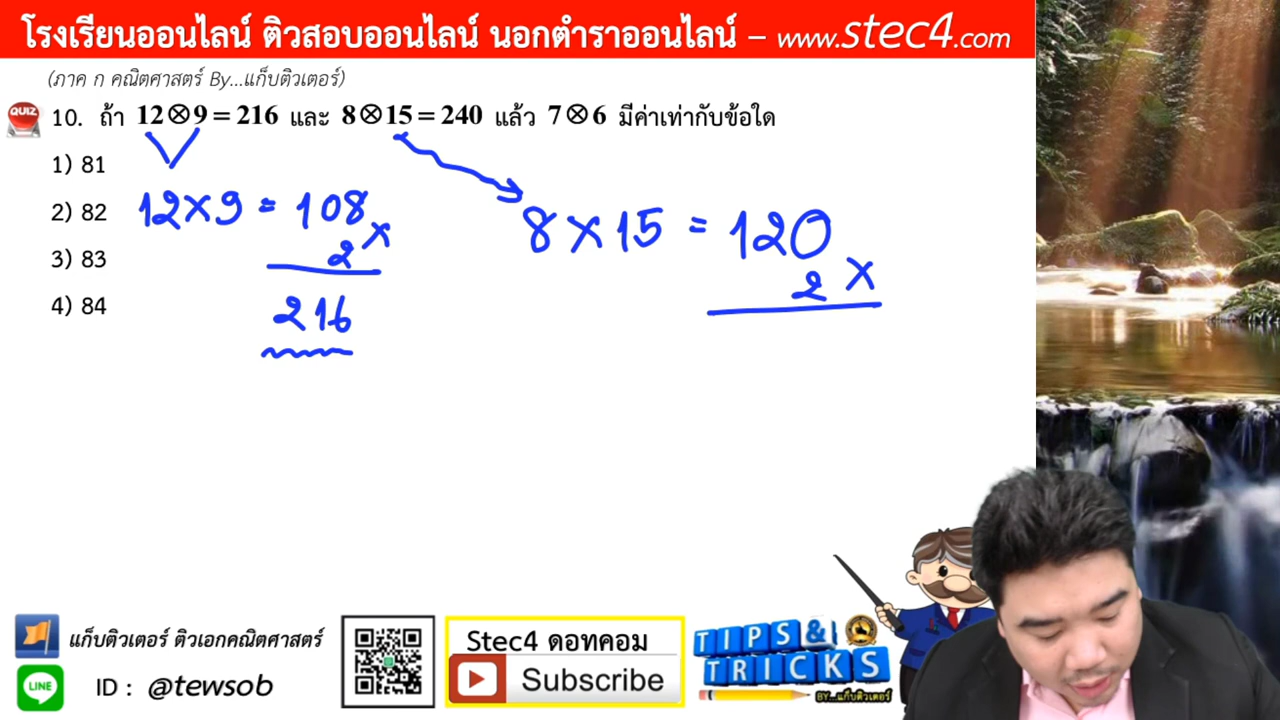 โรงเรียนออนไลน์ ติวสอบออนไลน์ นอกตำราออนไลน์ – www.stec4.com
(ภาค ก คณิตศาสตร์ By...แก็บติวเตอร์)
QUIZ 10. ถ้า 12⊗9=216 และ 8⊗15=240 แล้ว 7⊗6 มีค่าเท่ากับข้อใด
1) 81
2) 82
3) 83
4) 84
12×9 = 108
2 ×
216
8×15 = 120
2 ×
แก็บติวเตอร์ ติวเอกคณิตศาสตร์
LINE ID : @tewsob
Stec4 ดอทคอม
Subscribe
TIPS &
TRICKS
BY...แก็บติวเตอร์